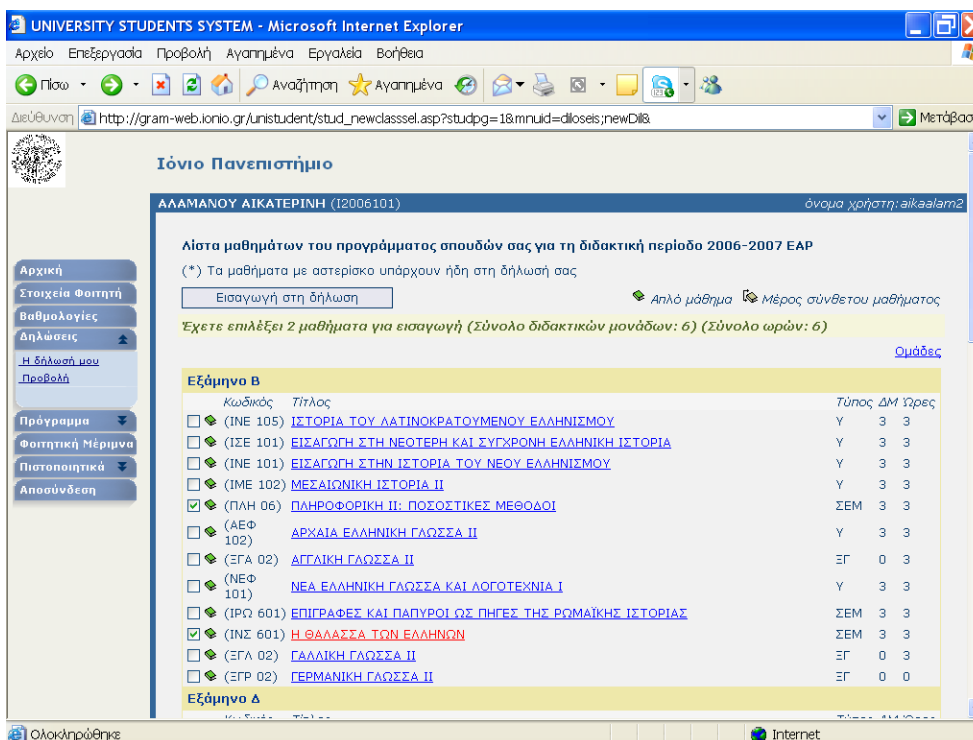 UNIVERSITY STUDENTS SYSTEM - Microsoft Internet Explorer
Αρχείο Επεξεργασία Προβολή Αγαπημένα Εργαλεία Βοήθεια
Πίσω Αναζήτηση Αγαπημένα
Διεύθυνση http://gram-web.ionio.gr/unistudent/stud_newclasssel.asp?studpg=1&mnuid=diloseis;newDil& Μετάβασ
Ιόνιο Πανεπιστήμιο
ΑΛΑΜΑΝΟΥ ΑΙΚΑΤΕΡΙΝΗ (Ι2006101) όνομα χρήστη: aikaalam2
Λίστα μαθημάτων του προγράμματος σπουδών σας για τη διδακτική περίοδο 2006-2007 ΕΑΡ
(*) Τα μαθήματα με αστερίσκο υπάρχουν ήδη στη δήλωσή σας
Εισαγωγή στη δήλωση Απλό μάθημα Μέρος σύνθετου μαθήματος
Έχετε επιλέξει 2 μαθήματα για εισαγωγή (Σύνολο διδακτικών μονάδων: 6) (Σύνολο ωρών: 6)
Ομάδες
Αρχική
Στοιχεία Φοιτητή
Βαθμολογίες
Δηλώσεις
Η δήλωσή μου
Προβολή
Πρόγραμμα
Φοιτητική Μέριμνα
Πιστοποιητικά
Αποσύνδεση
Εξάμηνο Β
Κωδικός Τίτλος Τύπος ΔΜ Ώρες
(ΙΝΕ 105) ΙΣΤΟΡΙΑ ΤΟΥ ΛΑΤΙΝΟΚΡΑΤΟΥΜΕΝΟΥ ΕΛΛΗΝΙΣΜΟΥ Υ 3 3
(ΙΣΕ 101) ΕΙΣΑΓΩΓΗ ΣΤΗ ΝΕΟΤΕΡΗ ΚΑΙ ΣΥΓΧΡΟΝΗ ΕΛΛΗΝΙΚΗ ΙΣΤΟΡΙΑ Υ 3 3
(ΙΝΕ 101) ΕΙΣΑΓΩΓΗ ΣΤΗΝ ΙΣΤΟΡΙΑ ΤΟΥ ΝΕΟΥ ΕΛΛΗΝΙΣΜΟΥ Υ 3 3
(ΙΜΕ 102) ΜΕΣΑΙΩΝΙΚΗ ΙΣΤΟΡΙΑ ΙΙ Υ 3 3
(ΠΛΗ 06) ΠΛΗΡΟΦΟΡΙΚΗ ΙΙ: ΠΟΣΟΣΤΙΚΕΣ ΜΕΘΟΔΟΙ ΣΕΜ 3 3
(ΑΕΦ
102) ΑΡΧΑΙΑ ΕΛΛΗΝΙΚΗ ΓΛΩΣΣΑ ΙΙ Υ 3 3
(ΞΓΑ 02) ΑΓΓΛΙΚΗ ΓΛΩΣΣΑ ΙΙ ΞΓ 0 3
(ΝΕΦ
101) ΝΕΑ ΕΛΛΗΝΙΚΗ ΓΛΩΣΣΑ ΚΑΙ ΛΟΓΟΤΕΧΝΙΑ Ι Υ 3 3
(ΙΡΩ 601) ΕΠΙΓΡΑΦΕΣ ΚΑΙ ΠΑΠΥΡΟΙ ΩΣ ΠΗΓΕΣ ΤΗΣ ΡΩΜΑΪΚΗΣ ΙΣΤΟΡΙΑΣ ΣΕΜ 3 3
(ΙΝΣ 601) Η ΘΑΛΑΣΣΑ ΤΩΝ ΕΛΛΗΝΩΝ ΣΕΜ 3 3
(ΞΓΛ 02) ΓΑΛΛΙΚΗ ΓΛΩΣΣΑ ΙΙ ΞΓ 0 3
(ΞΓΡ 02) ΓΕΡΜΑΝΙΚΗ ΓΛΩΣΣΑ ΙΙ ΞΓ 0 0
Εξάμηνο Δ
Ολοκληρώθηκε Internet